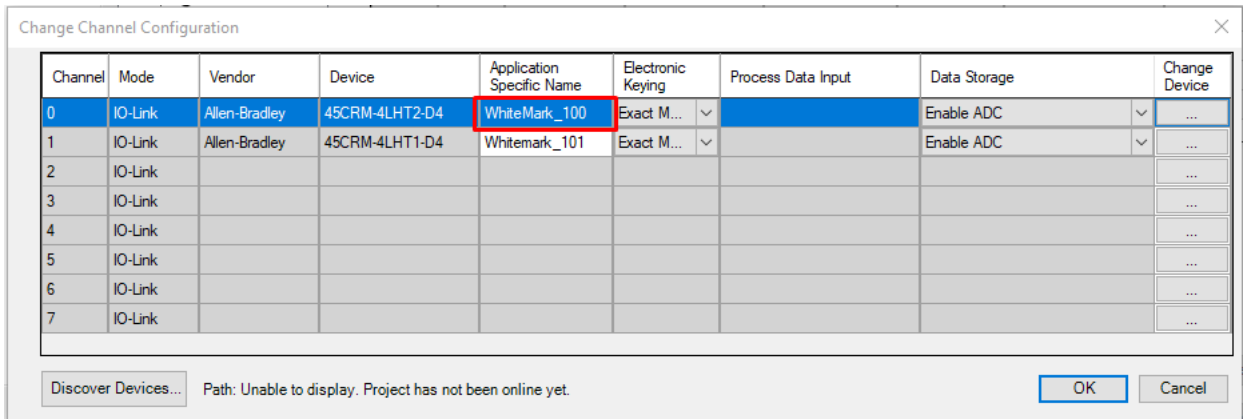 Change Channel Configuration
Channel Mode Vendor Device Application Specific Name Electronic Keying Process Data Input Data Storage Change Device
0 IO-Link Allen-Bradley 45CRM-4LHT2-D4 WhiteMark_100 Exact M... Enable ADC ...
1 IO-Link Allen-Bradley 45CRM-4LHT1-D4 Whitemark_101 Exact M... Enable ADC ...
2 IO-Link ...
3 IO-Link ...
4 IO-Link ...
5 IO-Link ...
6 IO-Link ...
7 IO-Link ...
Discover Devices... Path: Unable to display. Project has not been online yet. OK Cancel